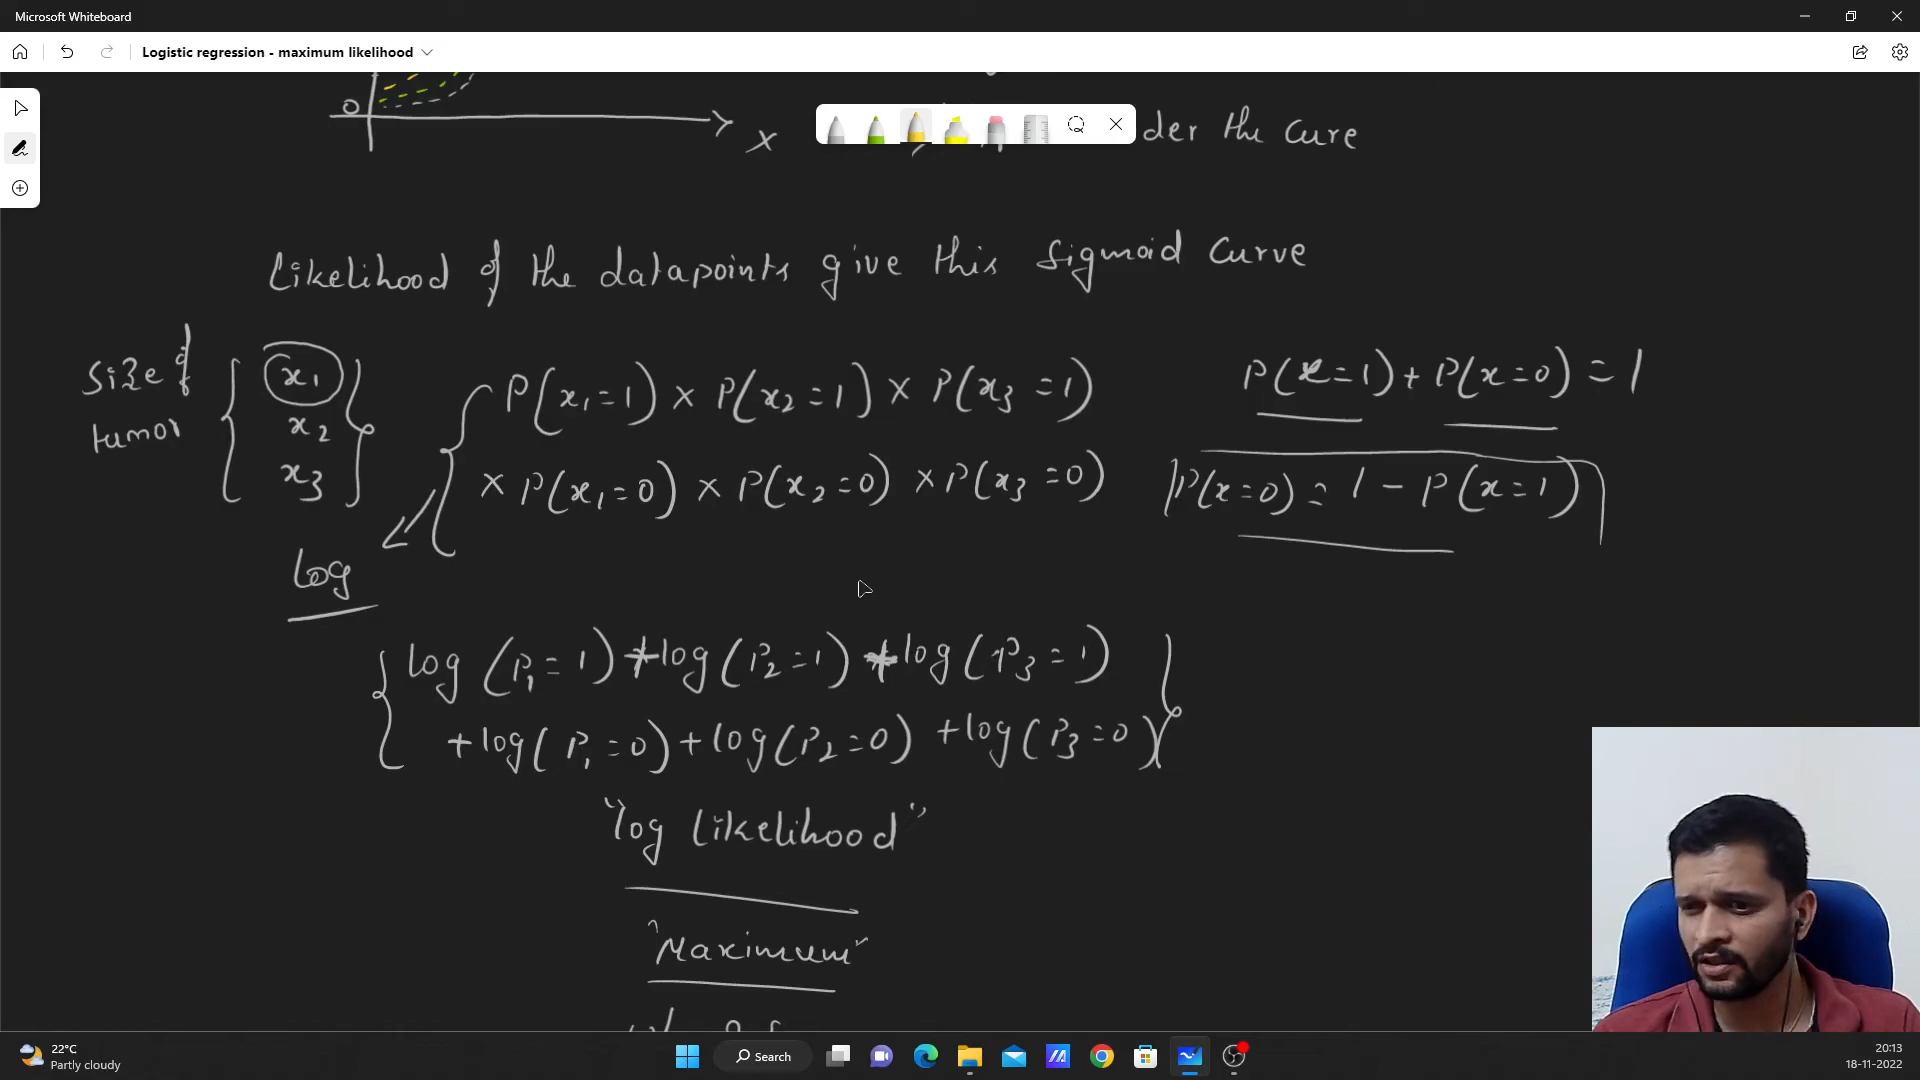 Microsoft Whiteboard
Logistic regression - maximum likelihood
0
x
der the cure
Likelihood of the datapoints give this Sigmoid Curve
Size of tumor
x1
x2
x3
P(x1=1) × P(x2=1) × P(x3=1)
× P(x1=0) × P(x2=0) × P(x3=0)
P(x=1) + P(x=0) = 1
P(x=0) = 1 - P(x=1)
Log
log (P1=1) + log (P2=1) + log (P3=1)
+ log (P1=0) + log (P2=0) + log (P3=0)
"log Likelihood"
"Maximum"
22°C
Partly cloudy
Search
20:13
18-11-2022